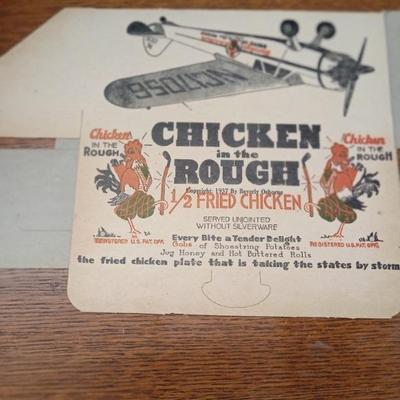 NC17056
CHICKEN
in the
ROUGH
Chicken
IN THE
ROUGH
Chicken
IN THE
ROUGH
Copyright 1937 By Beverly Osborne
1/2 FRIED CHICKEN
SERVED UNJOINTED
WITHOUT SILVERWARE
Every Bite a Tender Delight
Gobs of Shoestring Potatoes
Jug Honey and Hot Buttered Rolls
REGISTERED U.S. PAT. OFF.
REGISTERED U.S. PAT. OFF.
the fried chicken plate that is taking the states by storm